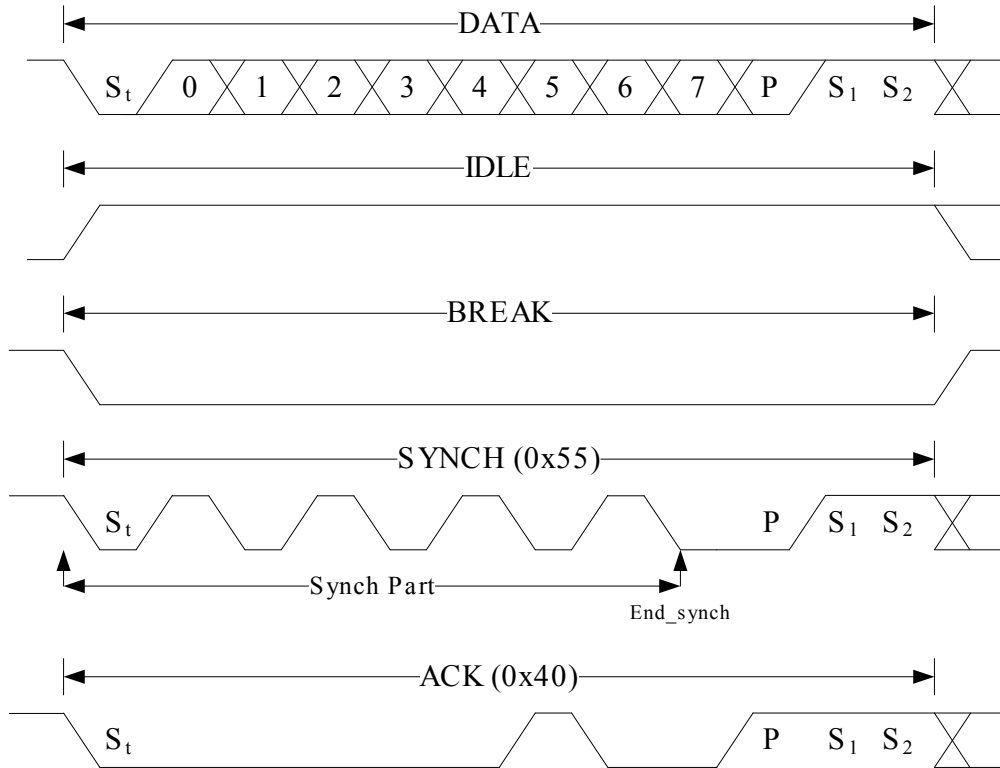 DATA
St 0 1 2 3 4 5 6 7 P S1 S2
IDLE
BREAK
SYNCH (0x55)
St P S1 S2
Synch Part
End_synch
ACK (0x40)
St P S1 S2